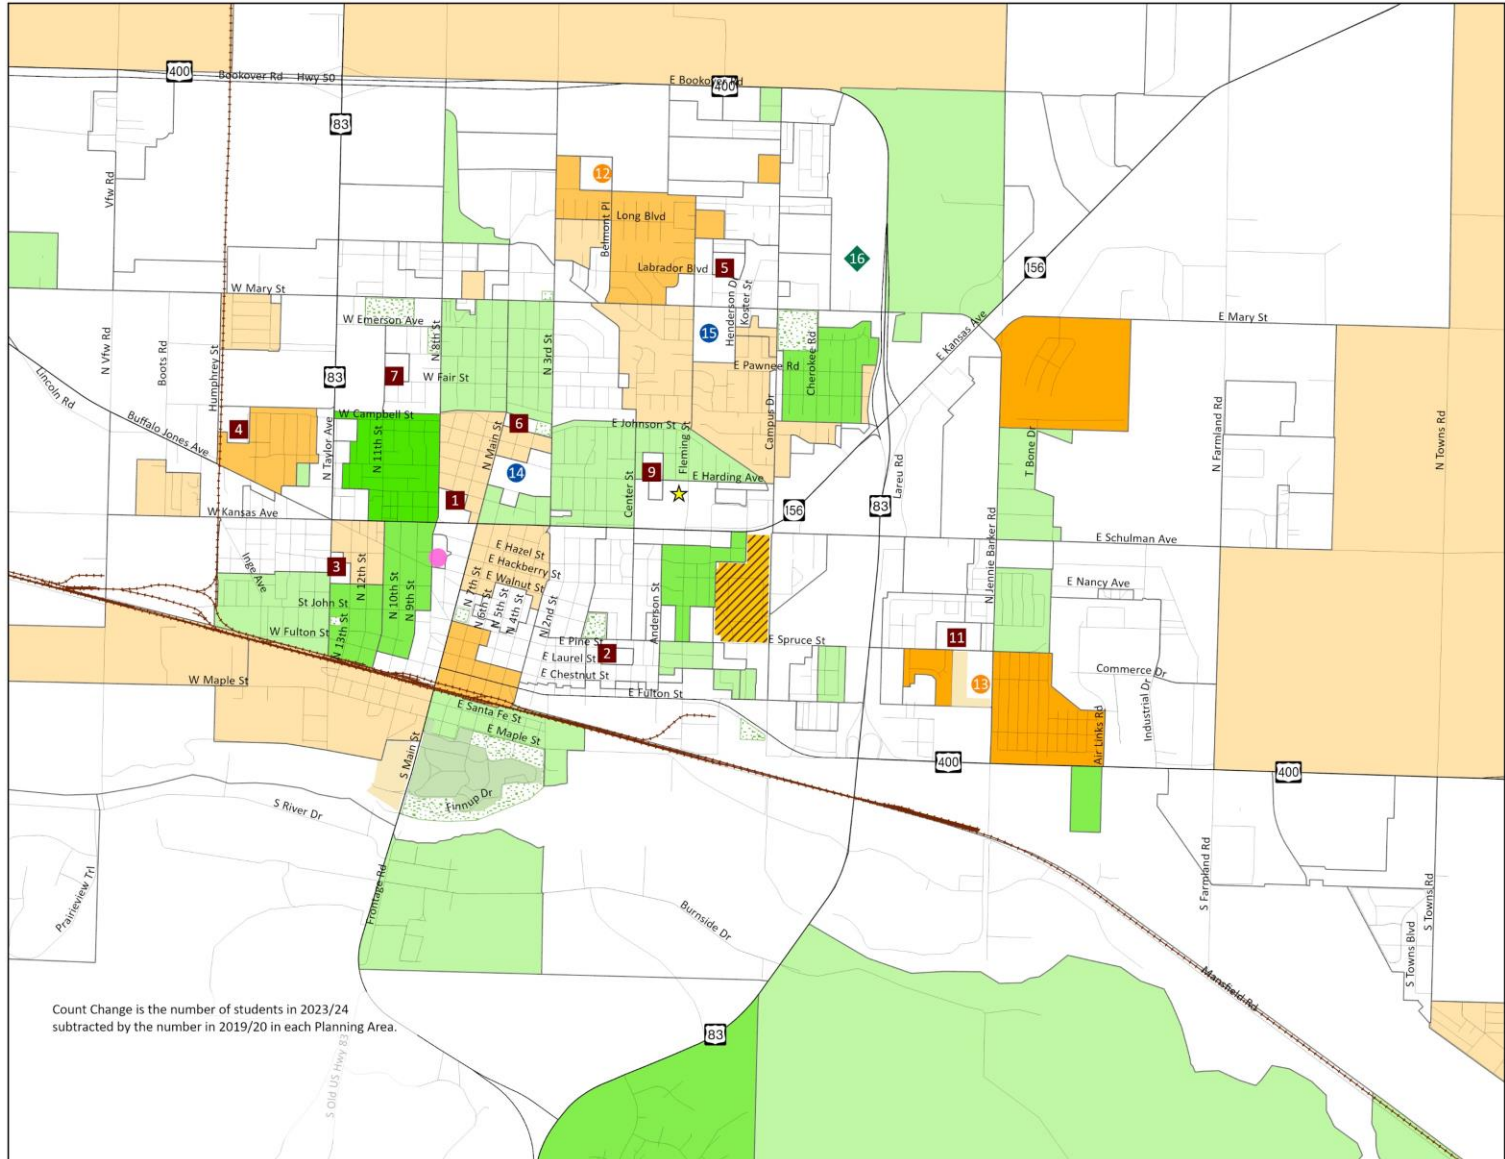 400
Bookover Rd
Hwy 50
E Bookover Rd
400
83
Vfw Rd
12
Long Blvd
Belmont Pl
16
5
Labrador Blvd
Henderson Dr
Koster St
156
W Mary St
E Mary St
W Emerson Ave
15
N Vfw Rd
Boots Rd
Humphrey St
N 8th St
N 3rd St
Cherokee Rd
E Kansas Ave
E Pawnee Rd
83
7
W Fair St
Lincoln Rd
Buffalo Jones Ave
W Campbell St
4
6
E Johnson St
Campus Dr
N Taylor Ave
N 11th St
N Main St
Fleming St
T Bone Dr
N Farmland Rd
N Towns Rd
14
9
E Harding Ave
Center St
Lareu Rd
1
156
83
W Kansas Ave
N Jennie Barker Rd
E Schulman Ave
E Hazel St
E Hackberry St
E Walnut St
3
Inge Ave
N 12th St
N 10th St
N 9th St
N 7th St
N 6th St
N 5th St
N 4th St
N 2nd St
Anderson St
E Nancy Ave
St John St
W Fulton St
N 13th St
E Pine St
E Spruce St
11
2
E Laurel St
E Chestnut St
Commerce Dr
W Maple St
E Fulton St
13
E Santa Fe St
E Maple St
S Main St
Air Links Rd
Industrial Dr
400
400
Finnup Dr
S River Dr
Prairieview Trl
Frontage Rd
Burnside Dr
S Farmland Rd
S Towns Blvd
S Towns Rd
Mansfield Rd
Count Change is the number of students in 2023/24
subtracted by the number in 2019/20 in each Planning Area.
83
S Old US Hwy 83